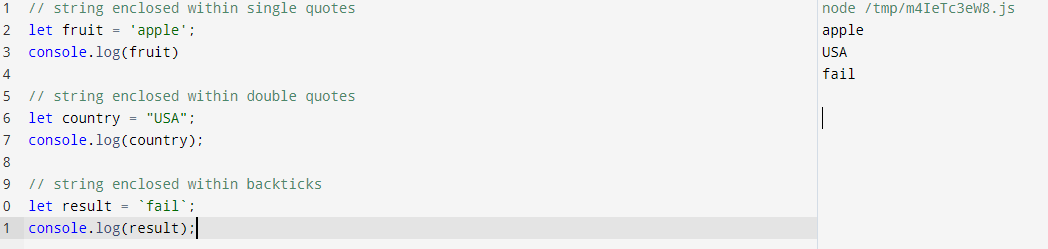 1 // string enclosed within single quotes
2 let fruit = 'apple';
3 console.log(fruit)
4
5 // string enclosed within double quotes
6 let country = "USA";
7 console.log(country);
8
9 // string enclosed within backticks
0 let result = `fail`;
1 console.log(result);
node /tmp/m4IeTc3eW8.js
apple
USA
fail